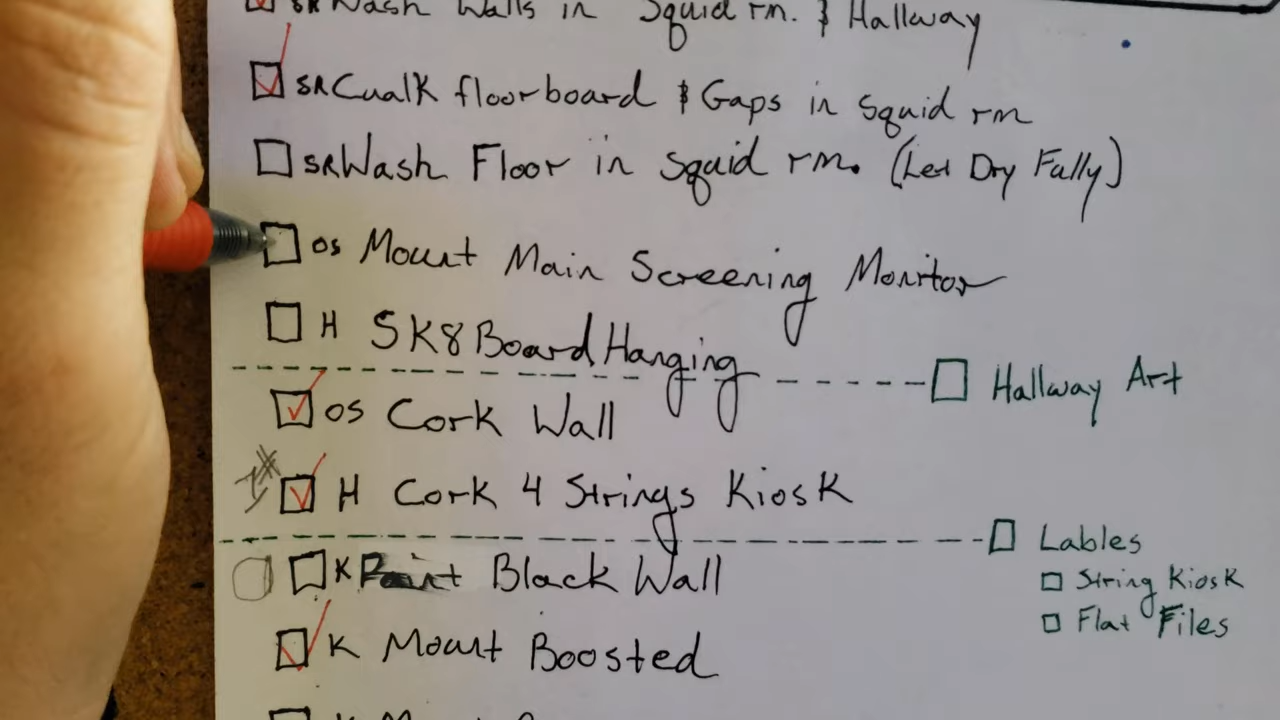 SR Wash Walls in Squid rm. & Hallway
SR Cualk floorboard & Gaps in Squid rm
SR Wash Floor in Squid rm. (Let Dry Fully)
OS Mount Main Screening Monitor
H SK8 Board Hanging
Hallway Art
OS Cork Wall
H Cork 4 Strings Kiosk
Lables
K Paint Black Wall
String Kiosk
Flat Files
K Mount Boosted